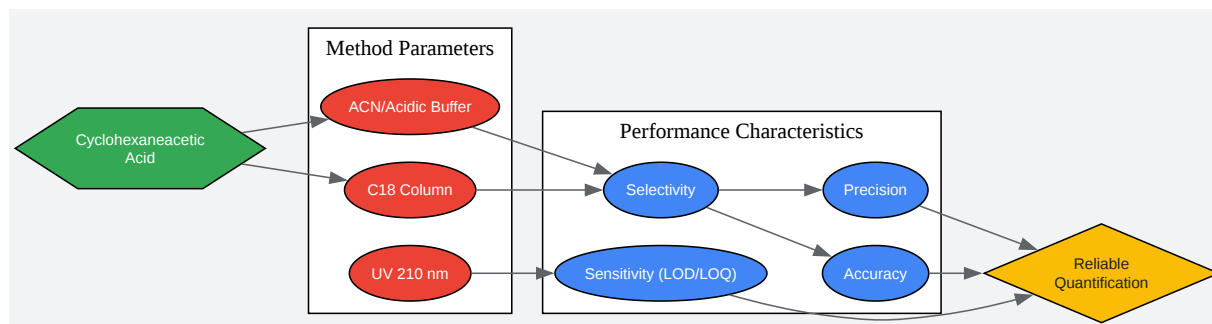 Method Parameters
ACN/Acidic Buffer
Cyclohexaneacetic
Acid
C18 Column
UV 210 nm
Performance Characteristics
Selectivity
Precision
Sensitivity (LOD/LOQ)
Accuracy
Reliable
Quantification